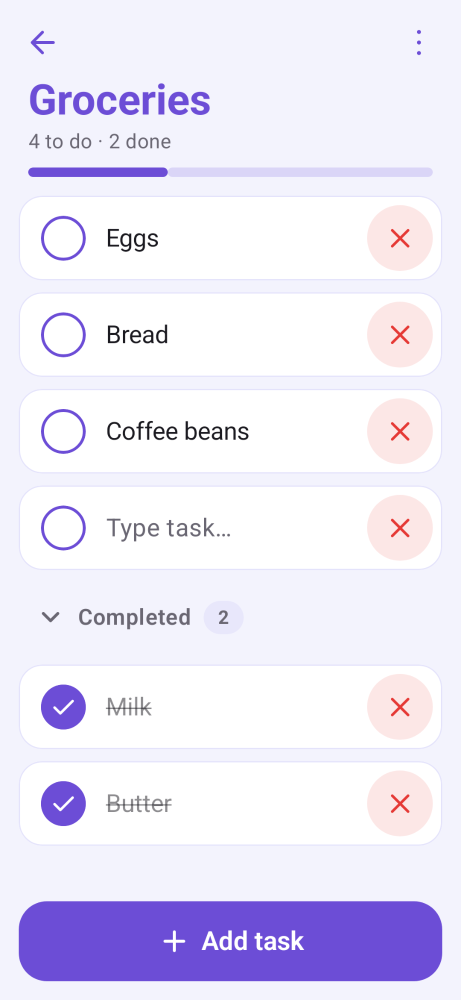 Groceries
4 to do · 2 done
Eggs
Bread
Coffee beans
Type task...
Completed 2
Milk
Butter
Add task